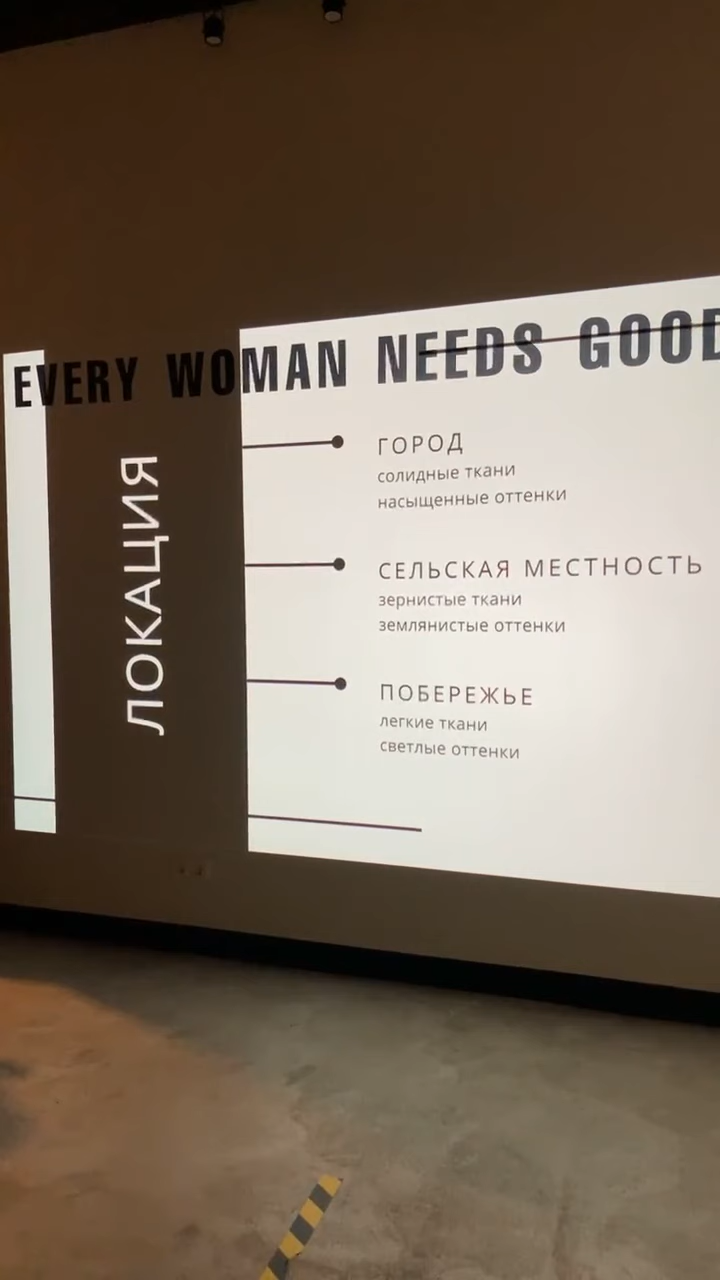 EVERY WOMAN NEEDS GOOD
ЛОКАЦИЯ
ГОРОД
солидные ткани
насыщенные оттенки
СЕЛЬСКАЯ МЕСТНОСТЬ
зернистые ткани
землянистые оттенки
ПОБЕРЕЖЬЕ
легкие ткани
светлые оттенки